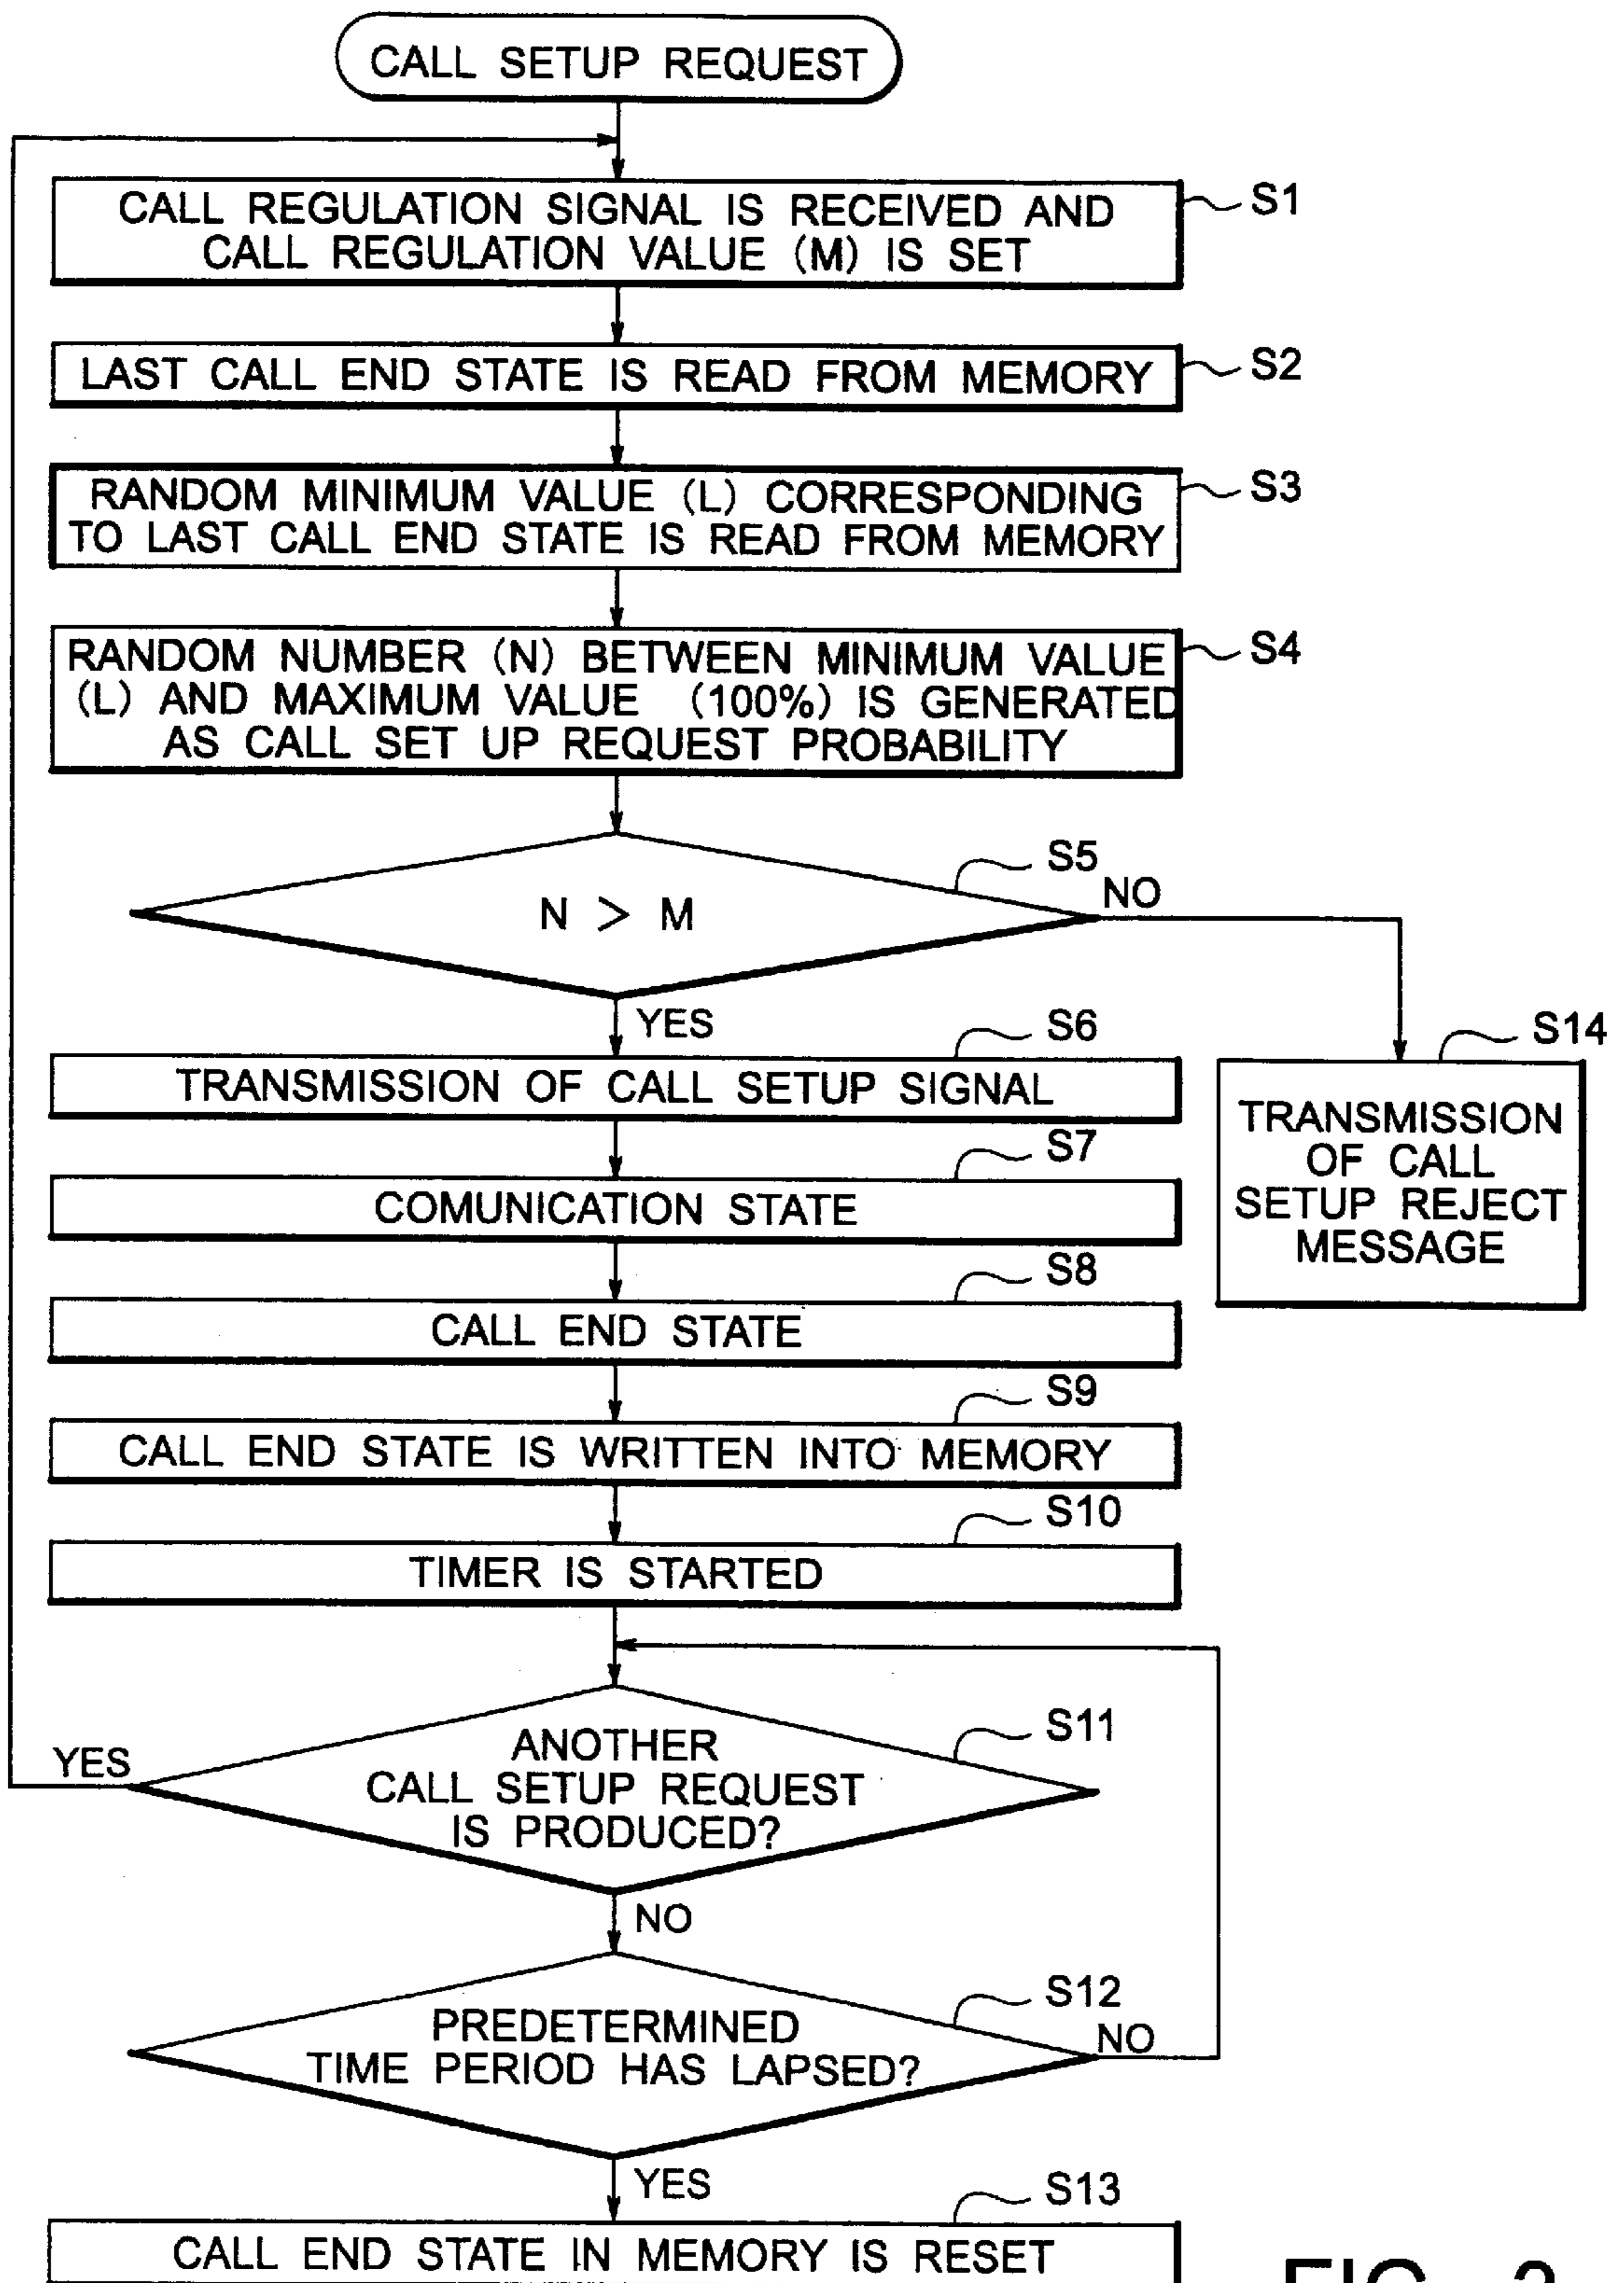 CALL SETUP REQUEST
CALL REGULATION SIGNAL IS RECEIVED AND
CALL REGULATION VALUE (M) IS SET
S1
LAST CALL END STATE IS READ FROM MEMORY
S2
RANDOM MINIMUM VALUE (L) CORRESPONDING
TO LAST CALL END STATE IS READ FROM MEMORY
S3
RANDOM NUMBER (N) BETWEEN MINIMUM VALUE
(L) AND MAXIMUM VALUE (100%) IS GENERATED
AS CALL SET UP REQUEST PROBABILITY
S4
N > M
S5
NO
YES
TRANSMISSION OF CALL SETUP SIGNAL
S6
S14
TRANSMISSION
OF CALL
SETUP REJECT
MESSAGE
COMUNICATION STATE
S7
CALL END STATE
S8
CALL END STATE IS WRITTEN INTO MEMORY
S9
TIMER IS STARTED
S10
ANOTHER
CALL SETUP REQUEST
IS PRODUCED?
S11
YES
NO
PREDETERMINED
TIME PERIOD HAS LAPSED?
S12
NO
YES
CALL END STATE IN MEMORY IS RESET
S13
FIG.